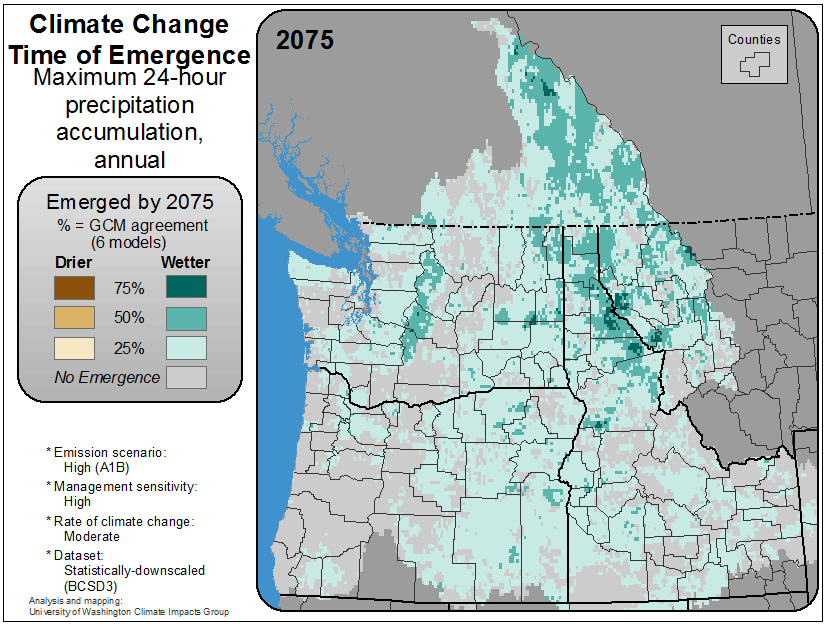 Climate Change
Time of Emergence
Maximum 24-hour
precipitation
accumulation,
annual
Emerged by 2075
% = GCM agreement
(6 models)
Drier Wetter
75%
50%
25%
No Emergence
* Emission scenario:
High (A1B)
* Management sensitivity:
High
* Rate of climate change:
Moderate
* Dataset:
Statistically-downscaled
(BCSD3)
Analysis and mapping:
University of Washington Climate Impacts Group
2075
Counties